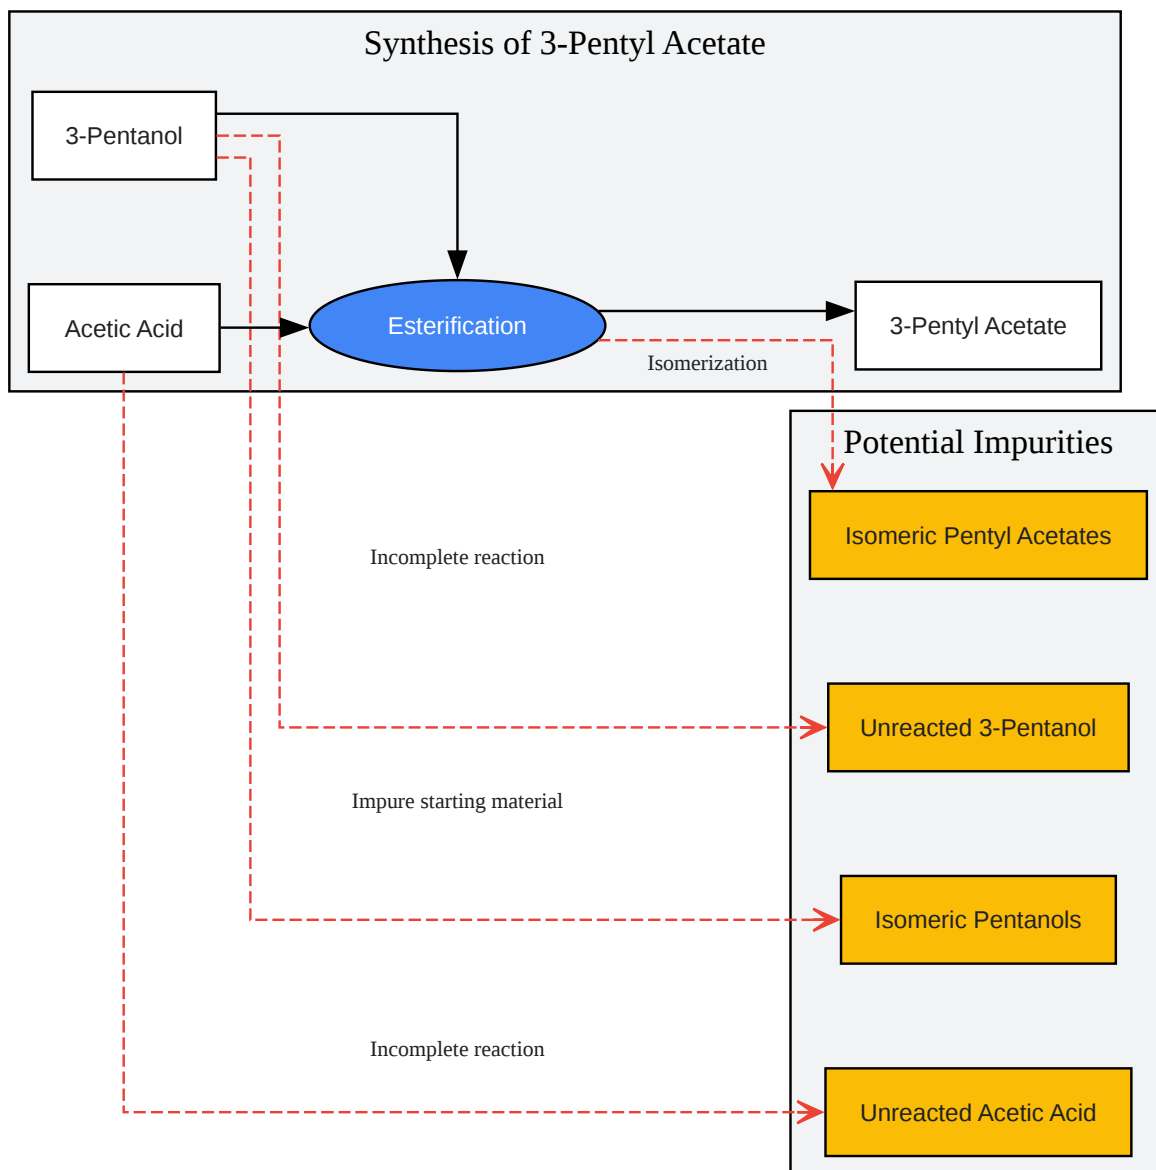 Synthesis of 3-Pentyl Acetate
3-Pentanol
Acetic Acid
Esterification
3-Pentyl Acetate
Isomerization
Potential Impurities
Isomeric Pentyl Acetates
Incomplete reaction
Unreacted 3-Pentanol
Impure starting material
Isomeric Pentanols
Incomplete reaction
Unreacted Acetic Acid